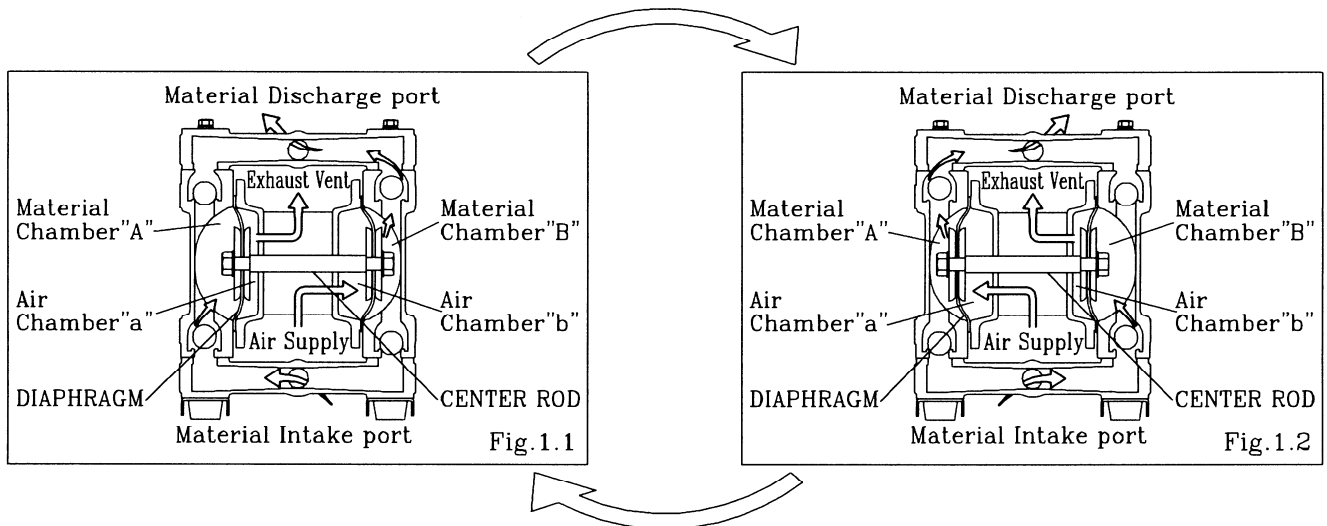 Material Discharge port
Exhaust Vent
Material
Chamber"A"
Material
Chamber"B"
Air
Chamber"a"
Air
Chamber"b"
Air Supply
DIAPHRAGM
CENTER ROD
Material Intake port
Fig.1.1
Material Discharge port
Exhaust Vent
Material
Chamber"A"
Material
Chamber"B"
Air
Chamber"a"
Air
Chamber"b"
Air Supply
DIAPHRAGM
CENTER ROD
Material Intake port
Fig.1.2